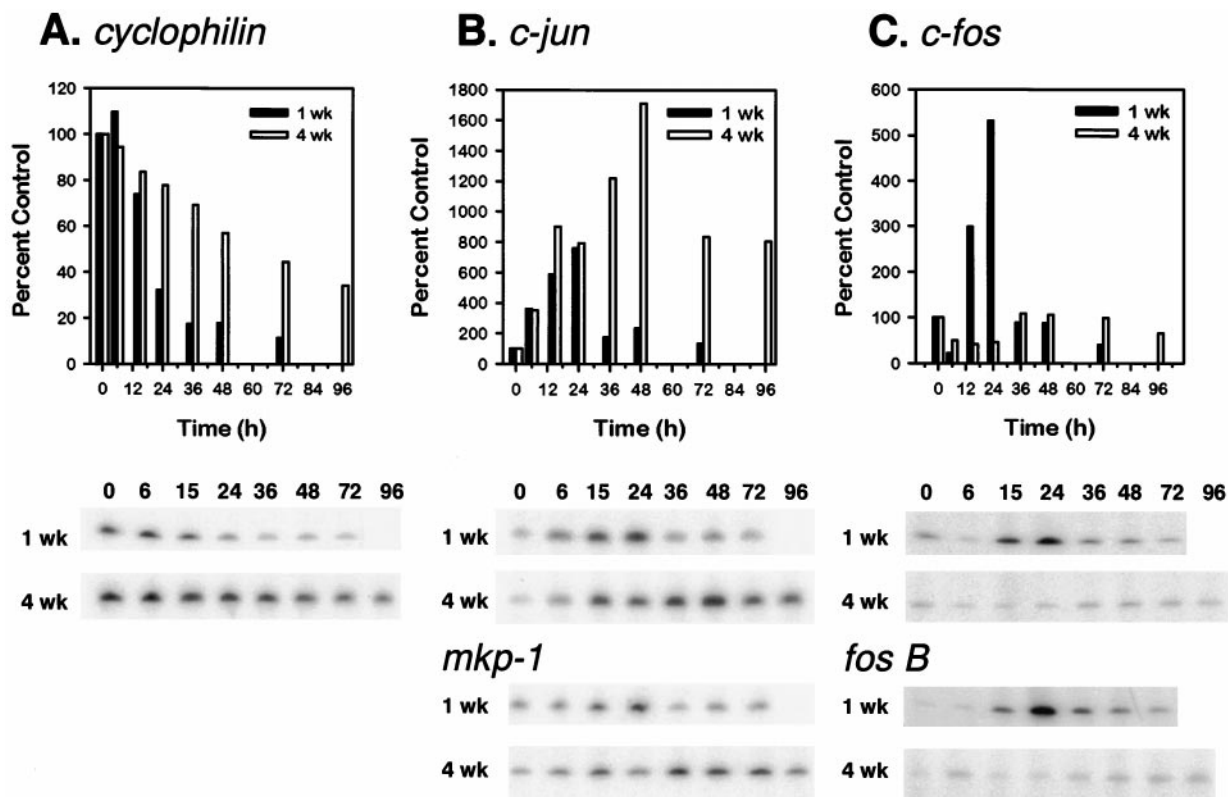 A. cyclophilin
120
100
80
60
40
20
0
Percent Control
1 wk
4 wk
0 12 24 36 48 60 72 84 96
Time (h)
0 6 15 24 36 48 72 96
1 wk
4 wk
B. c-jun
1800
1600
1400
1200
1000
800
600
400
200
0
Percent Control
1 wk
4 wk
0 12 24 36 48 60 72 84 96
Time (h)
0 6 15 24 36 48 72 96
1 wk
4 wk
mkp-1
1 wk
4 wk
C. c-fos
600
500
400
300
200
100
0
Percent Control
1 wk
4 wk
0 12 24 36 48 60 72 84 96
Time (h)
0 6 15 24 36 48 72 96
1 wk
4 wk
fos B
1 wk
4 wk